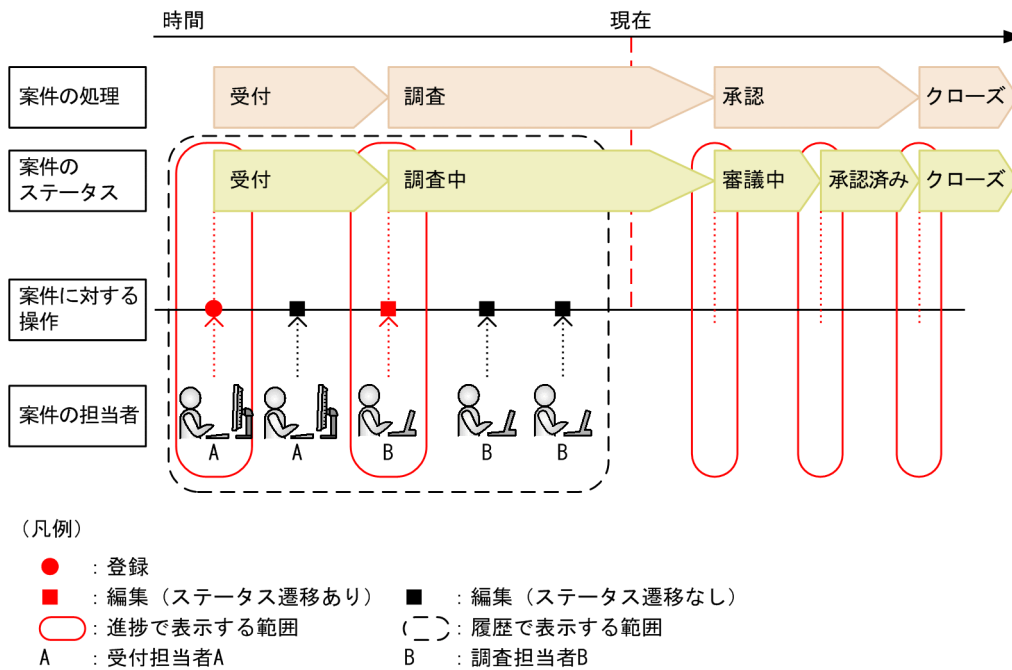 時間
現在
案件の処理
受付
調査
承認
クローズ
案件の
ステータス
受付
調査中
審議中
承認済み
クローズ
案件に対する
操作
案件の担当者
A
A
B
B
B
（凡例）
：登録
：編集（ステータス遷移あり）
：編集（ステータス遷移なし）
：進捗で表示する範囲
：履歴で表示する範囲
A ：受付担当者A
B ：調査担当者B